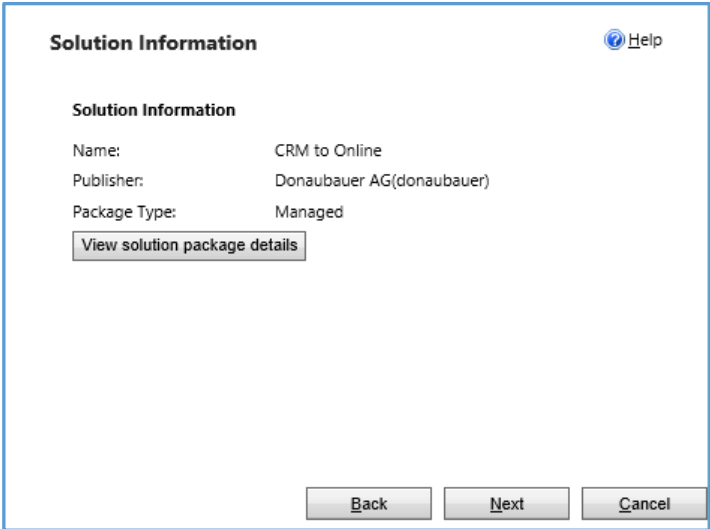 Solution Information
Help
Solution Information
Name: CRM to Online
Publisher: Donaubauer AG(donaubauer)
Package Type: Managed
View solution package details
Back Next Cancel